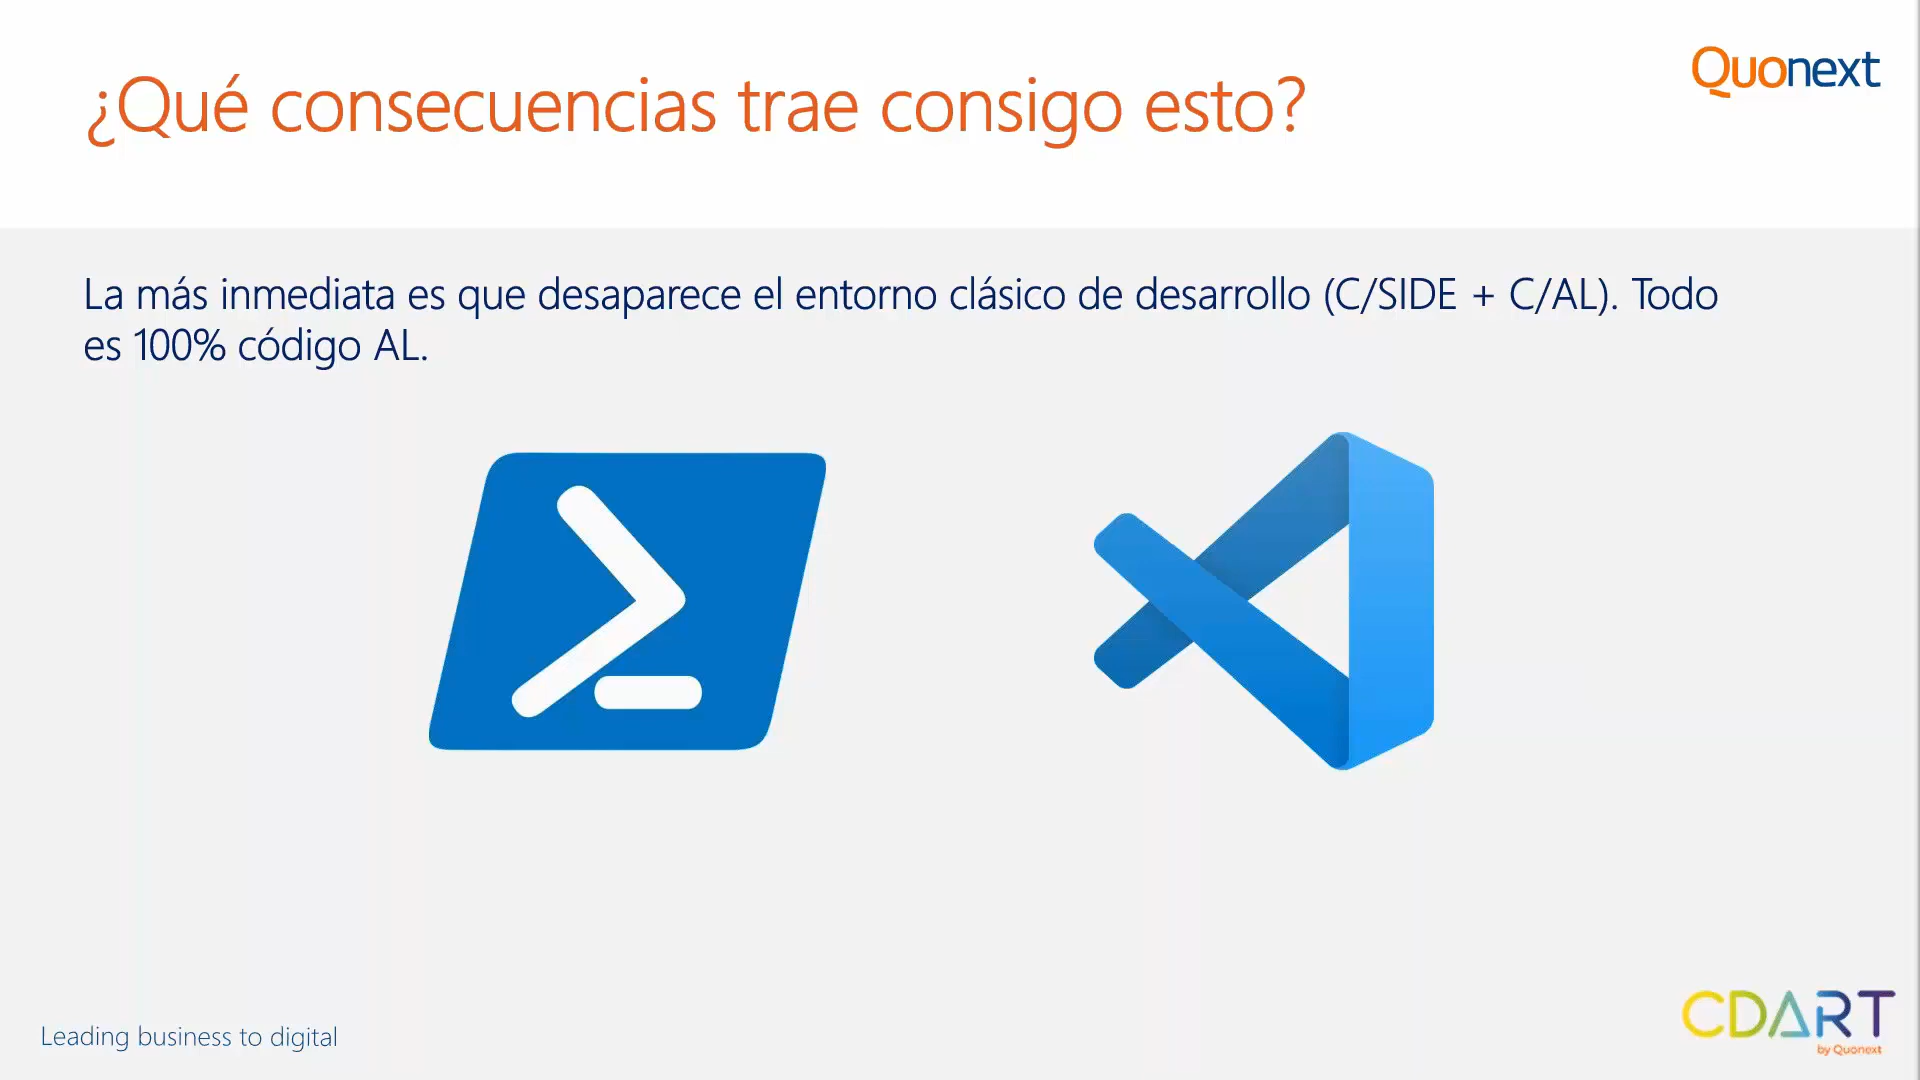 Quonext
¿Qué consecuencias trae consigo esto?
La más inmediata es que desaparece el entorno clásico de desarrollo (C/SIDE + C/AL). Todo
es 100% código AL.
Leading business to digital
CDART
by Quonext